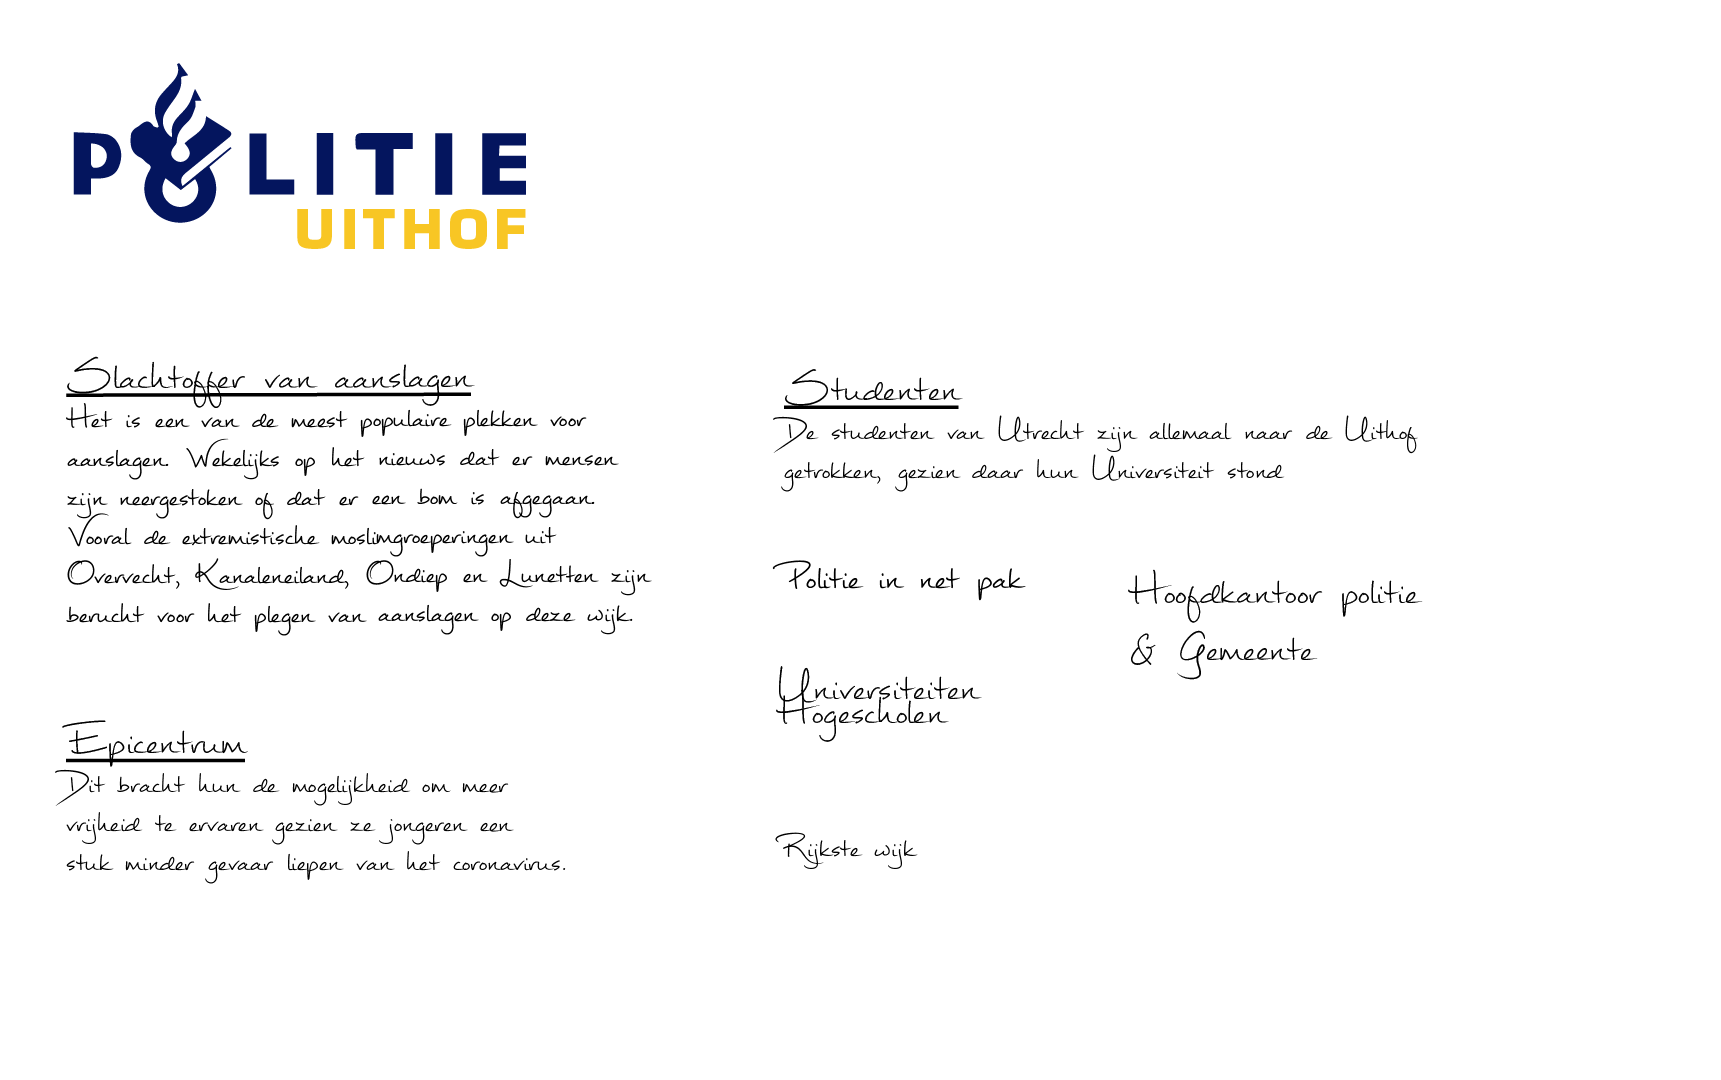 POLITIE
UITHOF
Slachtoffer van aanslagen
Het is een van de meest populaire plekken voor
aanslagen. Wekelijks op het nieuws dat er mensen
zijn neergestoken of dat er een bom is afgegaan.
Vooral de extremistische moslimgroeperingen uit
Overvecht, Kanaleneiland, Ondiep en Lunetten zijn
berucht voor het plegen van aanslagen op deze wijk.
Epicentrum
Dit bracht hun de mogelijkheid om meer
vrijheid te ervaren gezien ze jongeren een
stuk minder gevaar liepen van het coronavirus.
Studenten
De studenten van Utrecht zijn allemaal naar de Uithof
getrokken, gezien daar hun Universiteit stond
Politie in net pak
Hoofdkantoor politie
& Gemeente
Universiteiten
Hogescholen
Rijkste wijk